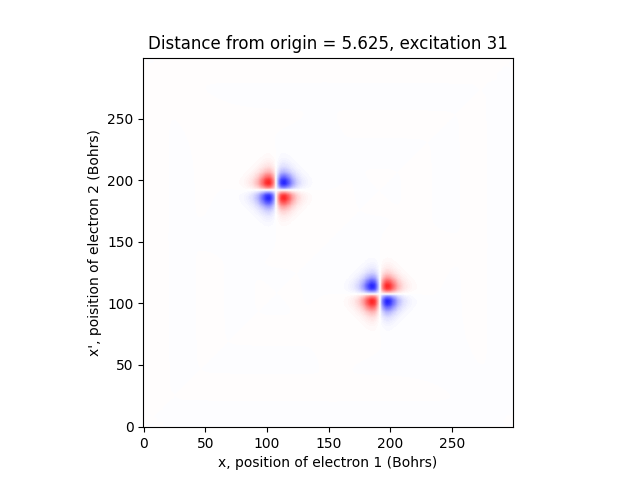 Distance from origin = 5.625, excitation 31
x', poisition of electron 2 (Bohrs)
250
200
150
100
50
0
0 50 100 150 200 250
x, position of electron 1 (Bohrs)